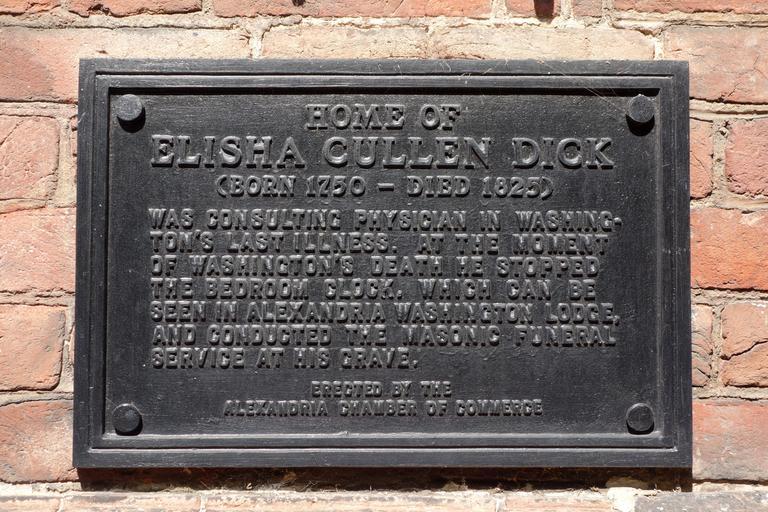 HOME OF
ELISHA CULLEN DICK
(BORN 1750 - DIED 1825)
WAS CONSULTING PHYSICIAN IN WASHING-
TON'S LAST ILLNESS. AT THE MOMENT
OF WASHINGTON'S DEATH HE STOPPED
THE BEDROOM CLOCK, WHICH CAN BE
SEEN IN ALEXANDRIA WASHINGTON LODGE,
AND CONDUCTED THE MASONIC FUNERAL
SERVICE AT HIS GRAVE.
ERECTED BY THE
ALEXANDRIA CHAMBER OF COMMERCE